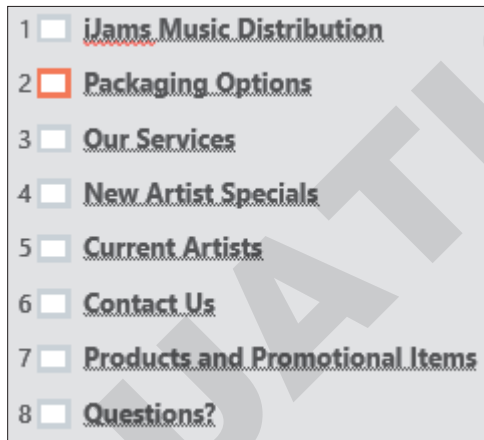 1 iJams Music Distribution
2 Packaging Options
3 Our Services
4 New Artist Specials
5 Current Artists
6 Contact Us
7 Products and Promotional Items
8 Questions?
UATI